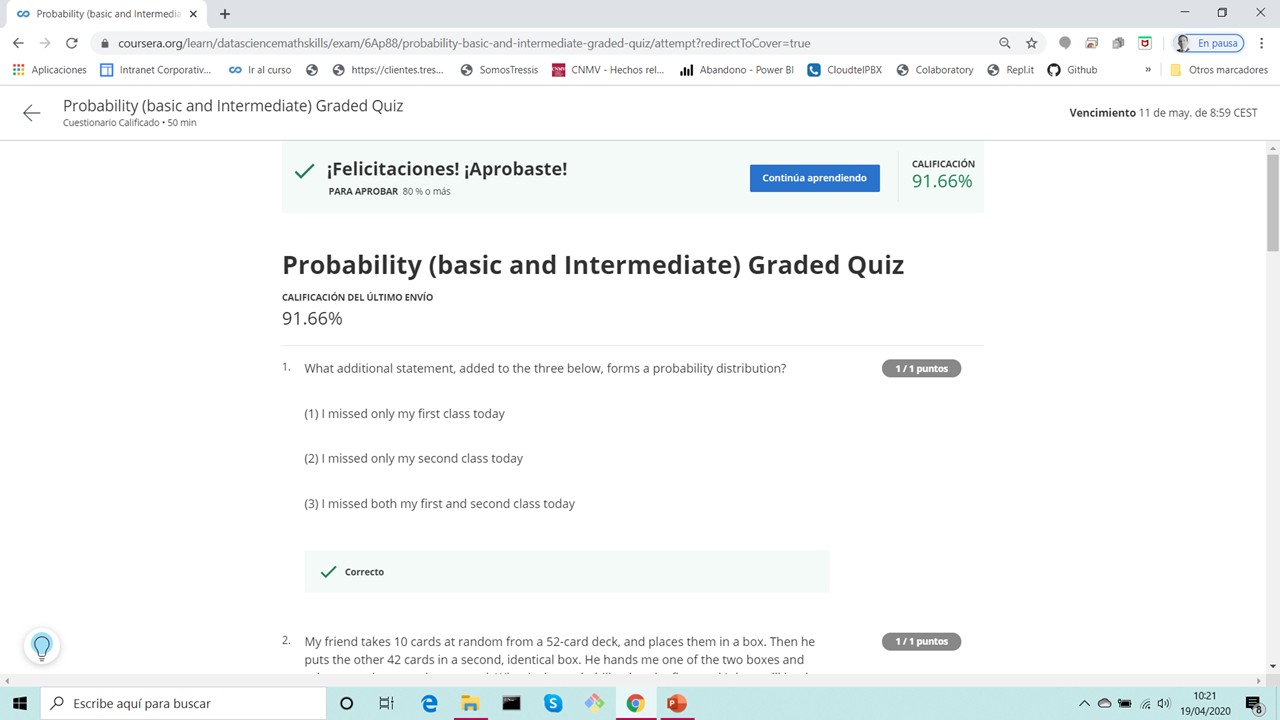 Probability (basic and Intermedia
coursera.org/learn/datasciencemathskills/exam/6Ap88/probability-basic-and-intermediate-graded-quiz/attempt?redirectToCover=true
En pausa
Aplicaciones
Intranet Corporativ...
Ir al curso
https://clientes.tres...
SomosTresss
CNMV - Hechos rel...
Abandono - Power BI
CloudteIPBX
Colaboratory
Repl.it
Github
»
Otros marcadores
Probability (basic and Intermediate) Graded Quiz
Cuestionario Calificado • 50 min
Vencimiento 11 de may. de 8:59 CEST
¡Felicitaciones! ¡Aprobaste!
PARA APROBAR 80 % o más
Continúa aprendiendo
CALIFICACIÓN
91.66%
Probability (basic and Intermediate) Graded Quiz
CALIFICACIÓN DEL ÚLTIMO ENVÍO
91.66%
1. What additional statement, added to the three below, forms a probability distribution?
1 / 1 puntos
(1) I missed only my first class today
(2) I missed only my second class today
(3) I missed both my first and second class today
Correcto
2. My friend takes 10 cards at random from a 52-card deck, and places them in a box. Then he
1 / 1 puntos
puts the other 42 cards in a second, identical box. He hands me one of the two boxes and
Escribe aquí para buscar
10:21
19/04/2020
8